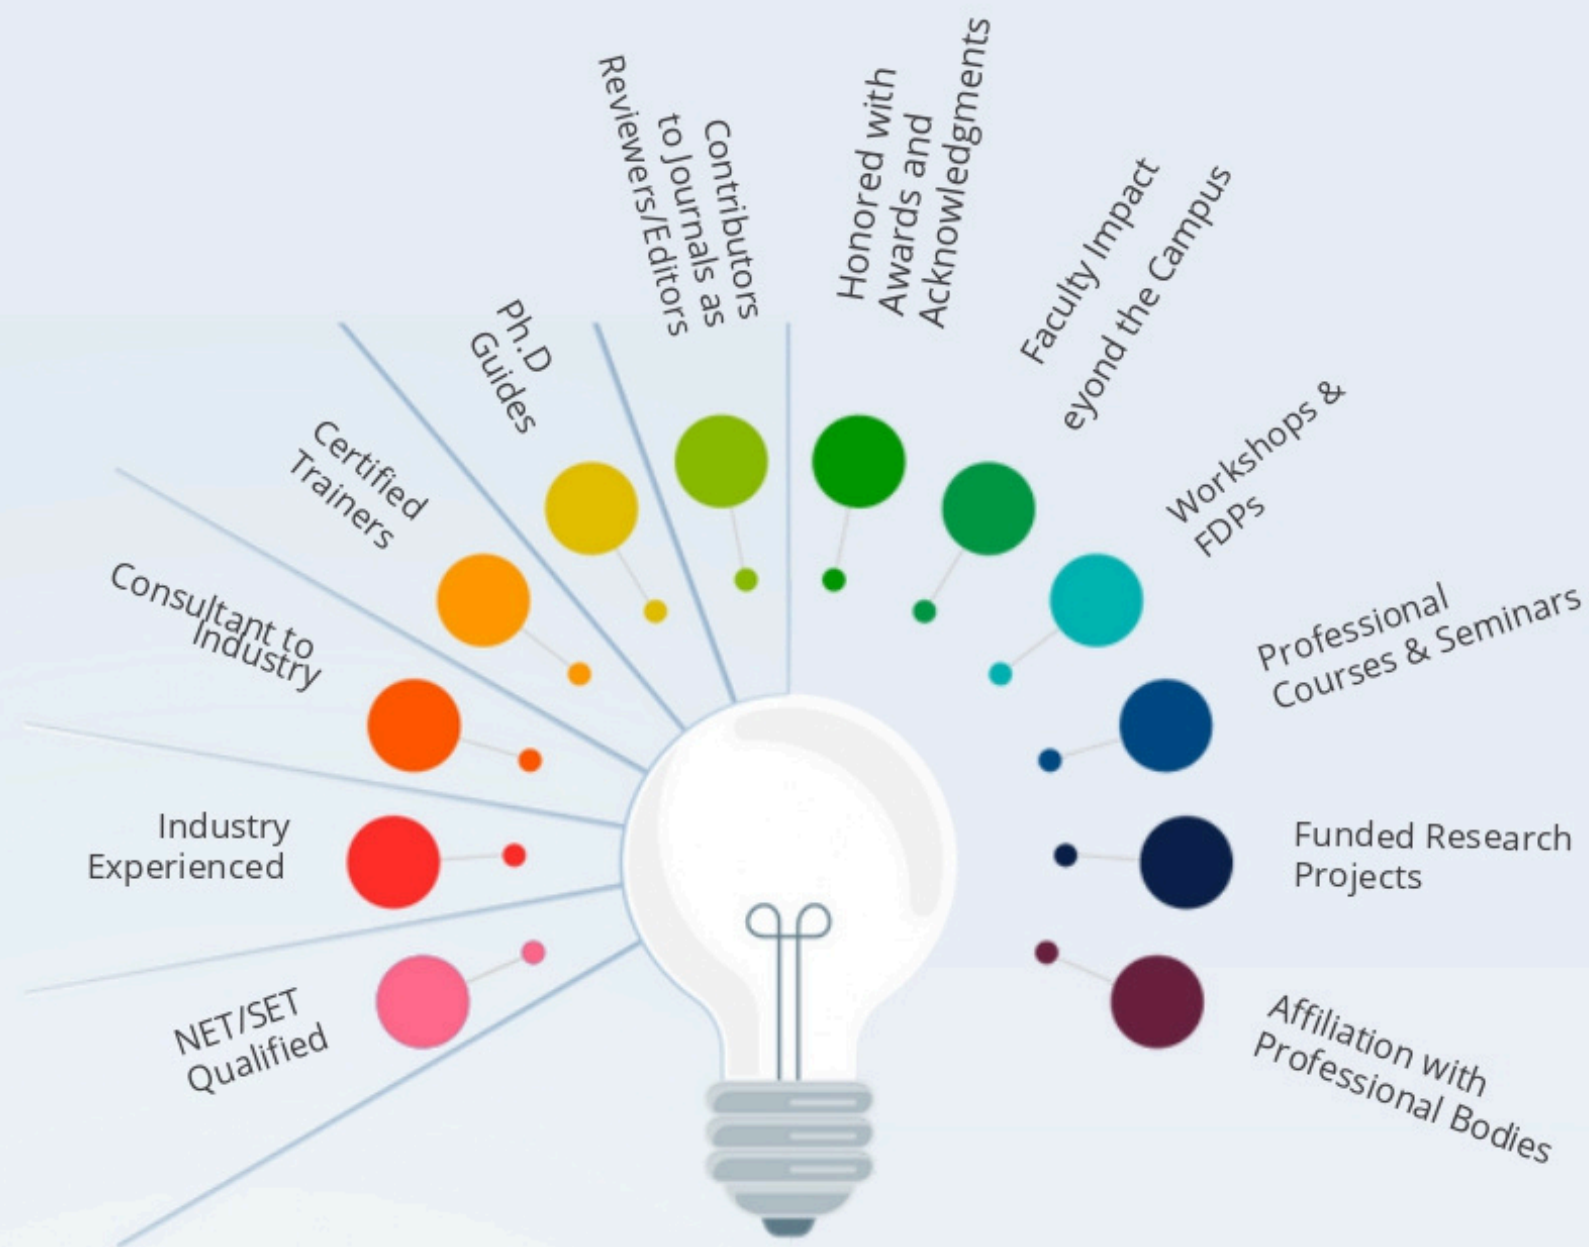 NET/SET
Qualified
Industry
Experienced
Consultant to
Industry
Certified
Trainers
Ph.D
Guides
Contributors
to Journals as
Reviewers/Editors
Honored with
Awards and
Acknowledgments
Faculty Impact
eyond the Campus
Workshops &
FDPs
Professional
Courses & Seminars
Funded Research
Projects
Affiliation with
Professional Bodies